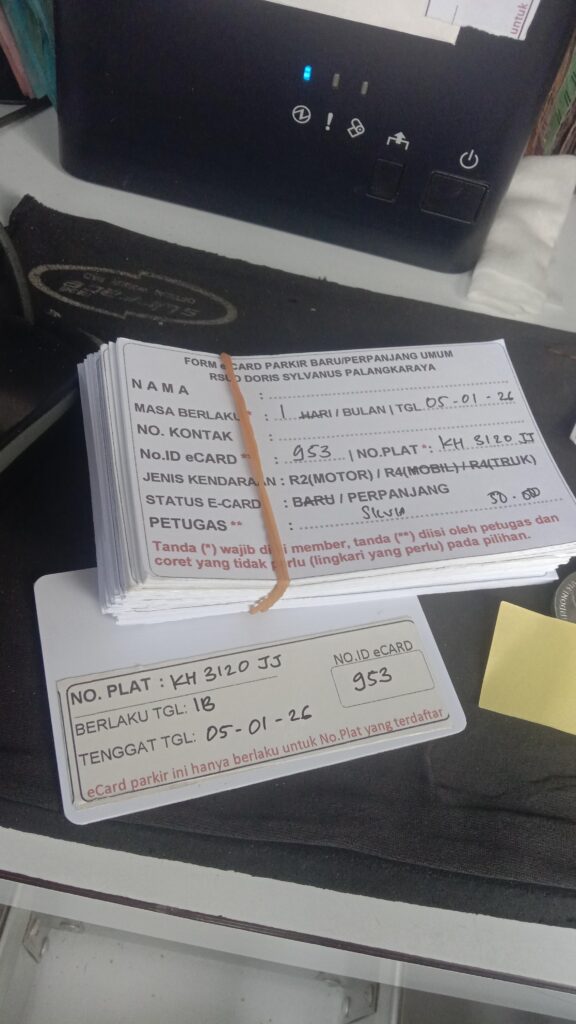 untuk
FORM eCARD PARKIR BARU/PERPANJANG UMUM
RSUD DORIS SYLVANUS PALANGKARAYA
NAMA :
MASA BERLAKU * : 1 HARI / BULAN | TGL. 05-01-26
NO. KONTAK :
No.ID eCARD ** : 953 | NO.PLAT *: KH 3120 JJ
JENIS KENDARAAN : R2(MOTOR) / R4(MOBIL) / R4(TRUK)
STATUS E-CARD : BARU / PERPANJANG
50.000
PETUGAS ** :
Tanda (*) wajib diisi member, tanda (**) diisi oleh petugas dan
coret yang tidak perlu (lingkari yang perlu) pada pilihan.
NO. PLAT : KH 3120 JJ
BERLAKU TGL: 1B
TENGGAT TGL: 05-01-26
NO.ID eCARD
953
eCard parkir ini hanya berlaku untuk No.Plat yang terdaftar